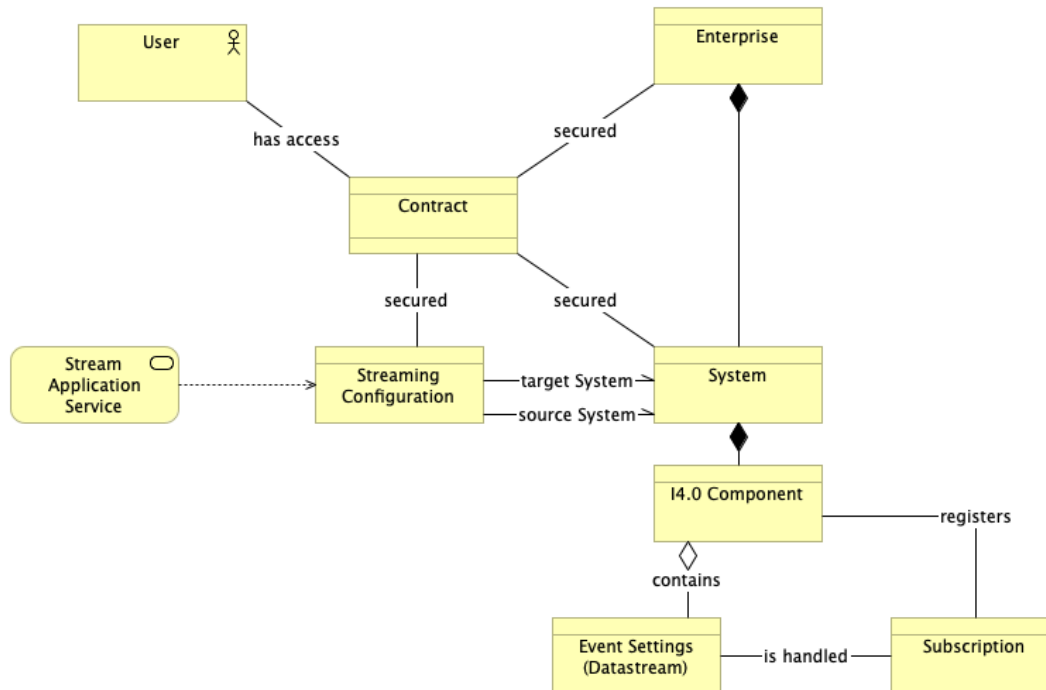 User
Enterprise
has access
secured
Contract
secured
secured
Stream
Application
Service
Streaming
Configuration
target System
source System
System
I4.0 Component
registers
contains
Event Settings
(Datastream)
is handled
Subscription